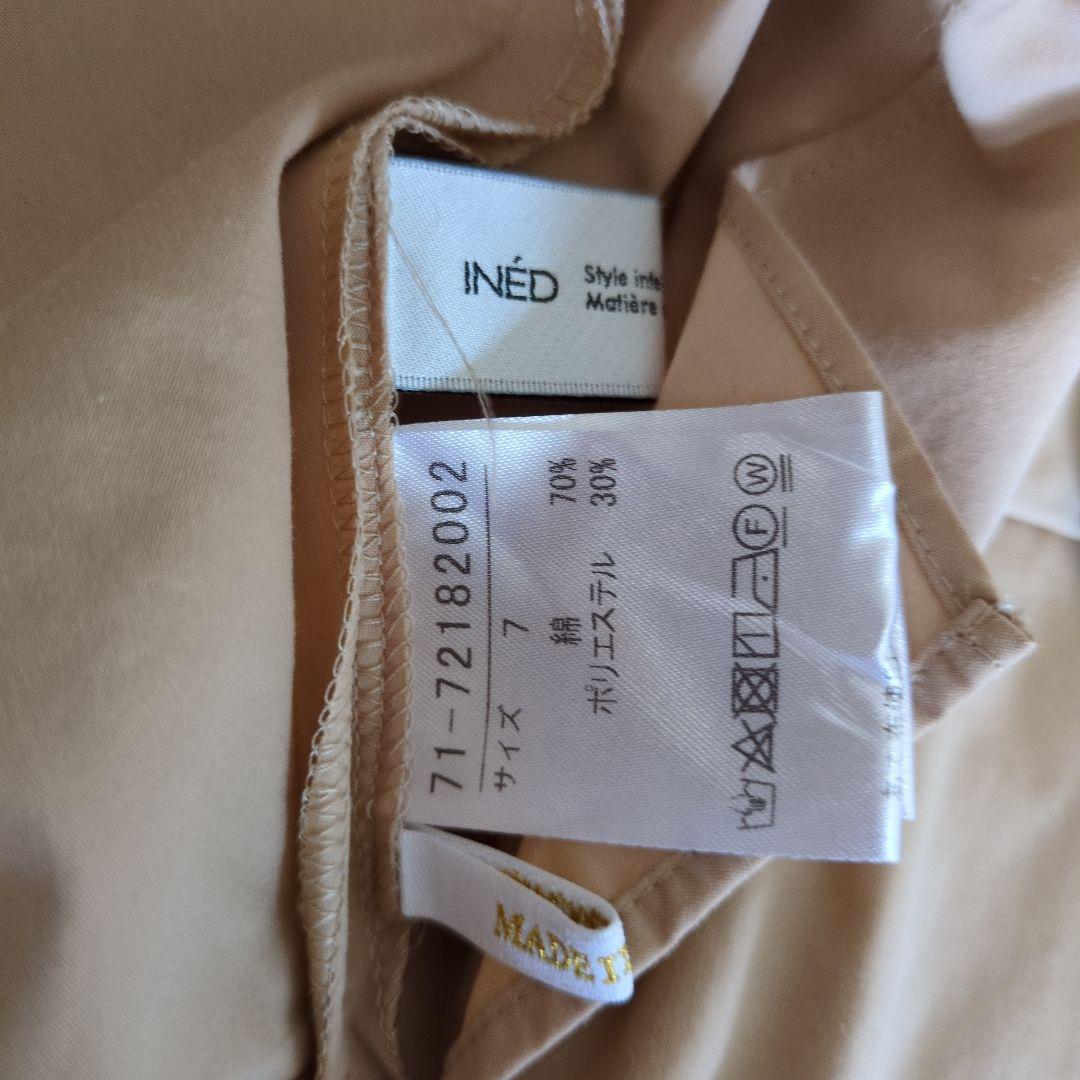 INÉD
Style
Matière
71-72182002
サイズ 7
綿 70%
ポリエステル 30%
F
W
MADE